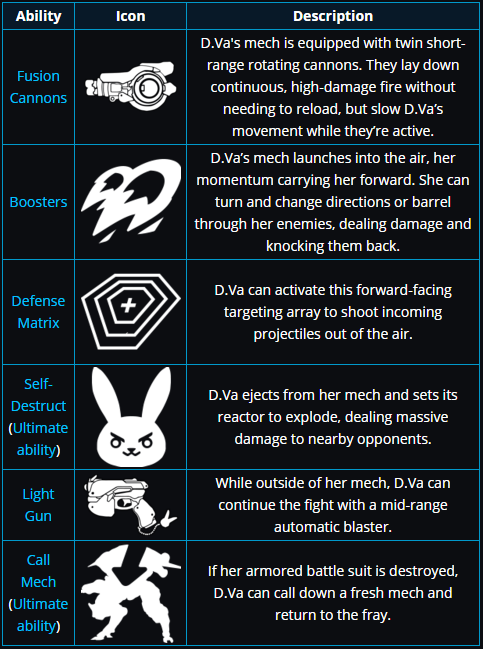 Ability Icon Description
Fusion
Cannons
D.Va's mech is equipped with twin short-
range rotating cannons. They lay down
continuous, high-damage fire without
needing to reload, but slow D.Va’s
movement while they’re active.
Boosters
D.Va’s mech launches into the air, her
momentum carrying her forward. She can
turn and change directions or barrel
through her enemies, dealing damage and
knocking them back.
Defense
Matrix
D.Va can activate this forward-facing
targeting array to shoot incoming
projectiles out of the air.
Self-
Destruct
(Ultimate
ability)
D.Va ejects from her mech and sets its
reactor to explode, dealing massive
damage to nearby opponents.
Light
Gun
While outside of her mech, D.Va can
continue the fight with a mid-range
automatic blaster.
Call
Mech
(Ultimate
ability)
If her armored battle suit is destroyed,
D.Va can call down a fresh mech and
return to the fray.